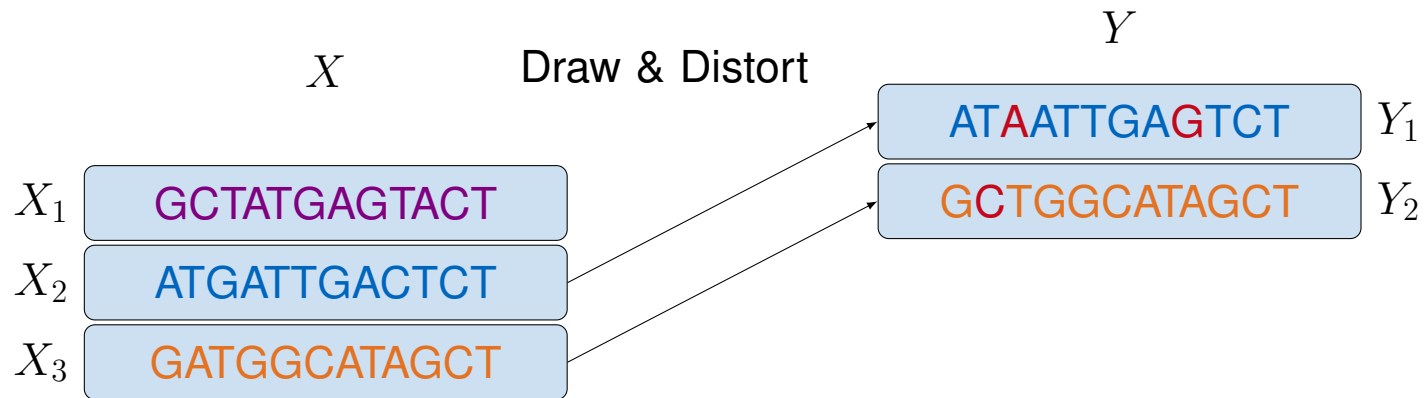 X
Draw & Distort
Y
X₁ GCTATGAGTACT
X₂ ATGATTGACTCT
X₃ GATGGCATAGCT
ATAATTGAGTCT Y₁
GCTGGCATAGCT Y₂